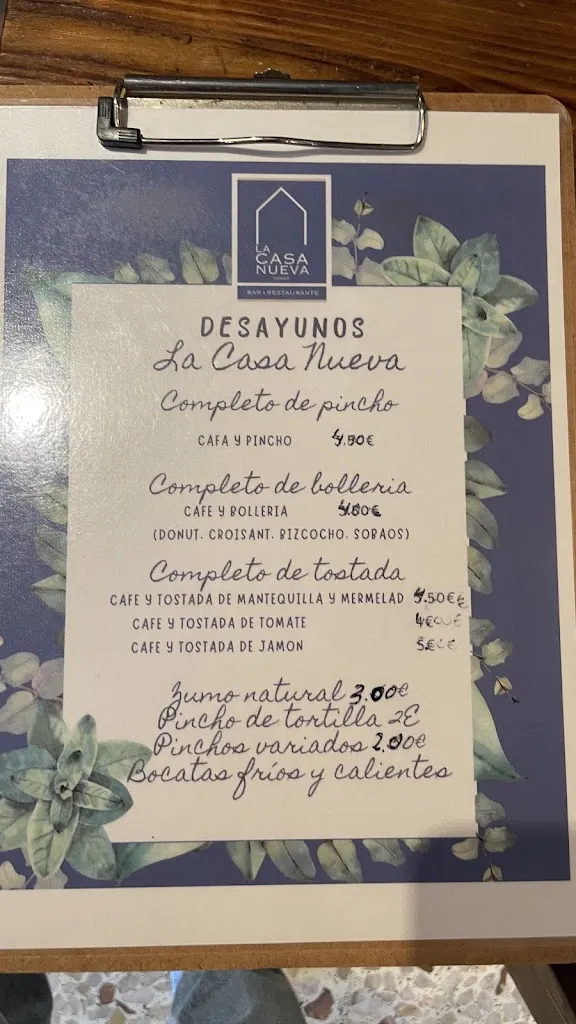 LA
CASA
NUEVA
BAR • RESTAURANTE
DESAYUNOS
La Casa Nueva
Completo de pincho
CAFA Y PINCHO
Completo de bolleria
CAFE Y BOLLERIA
(DONUT, CROISANT, BIZCOCHO, SOBAOS)
Completo de tostada
CAFE Y TOSTADA DE MANTEQUILLA Y MERMELAD
CAFE Y TOSTADA DE TOMATE
CAFE Y TOSTADA DE JAMON
Zumo natural 3.00€
Pincho de tortilla 2E
Pinchos variados 2.00€
Bocatas fríos y calientes